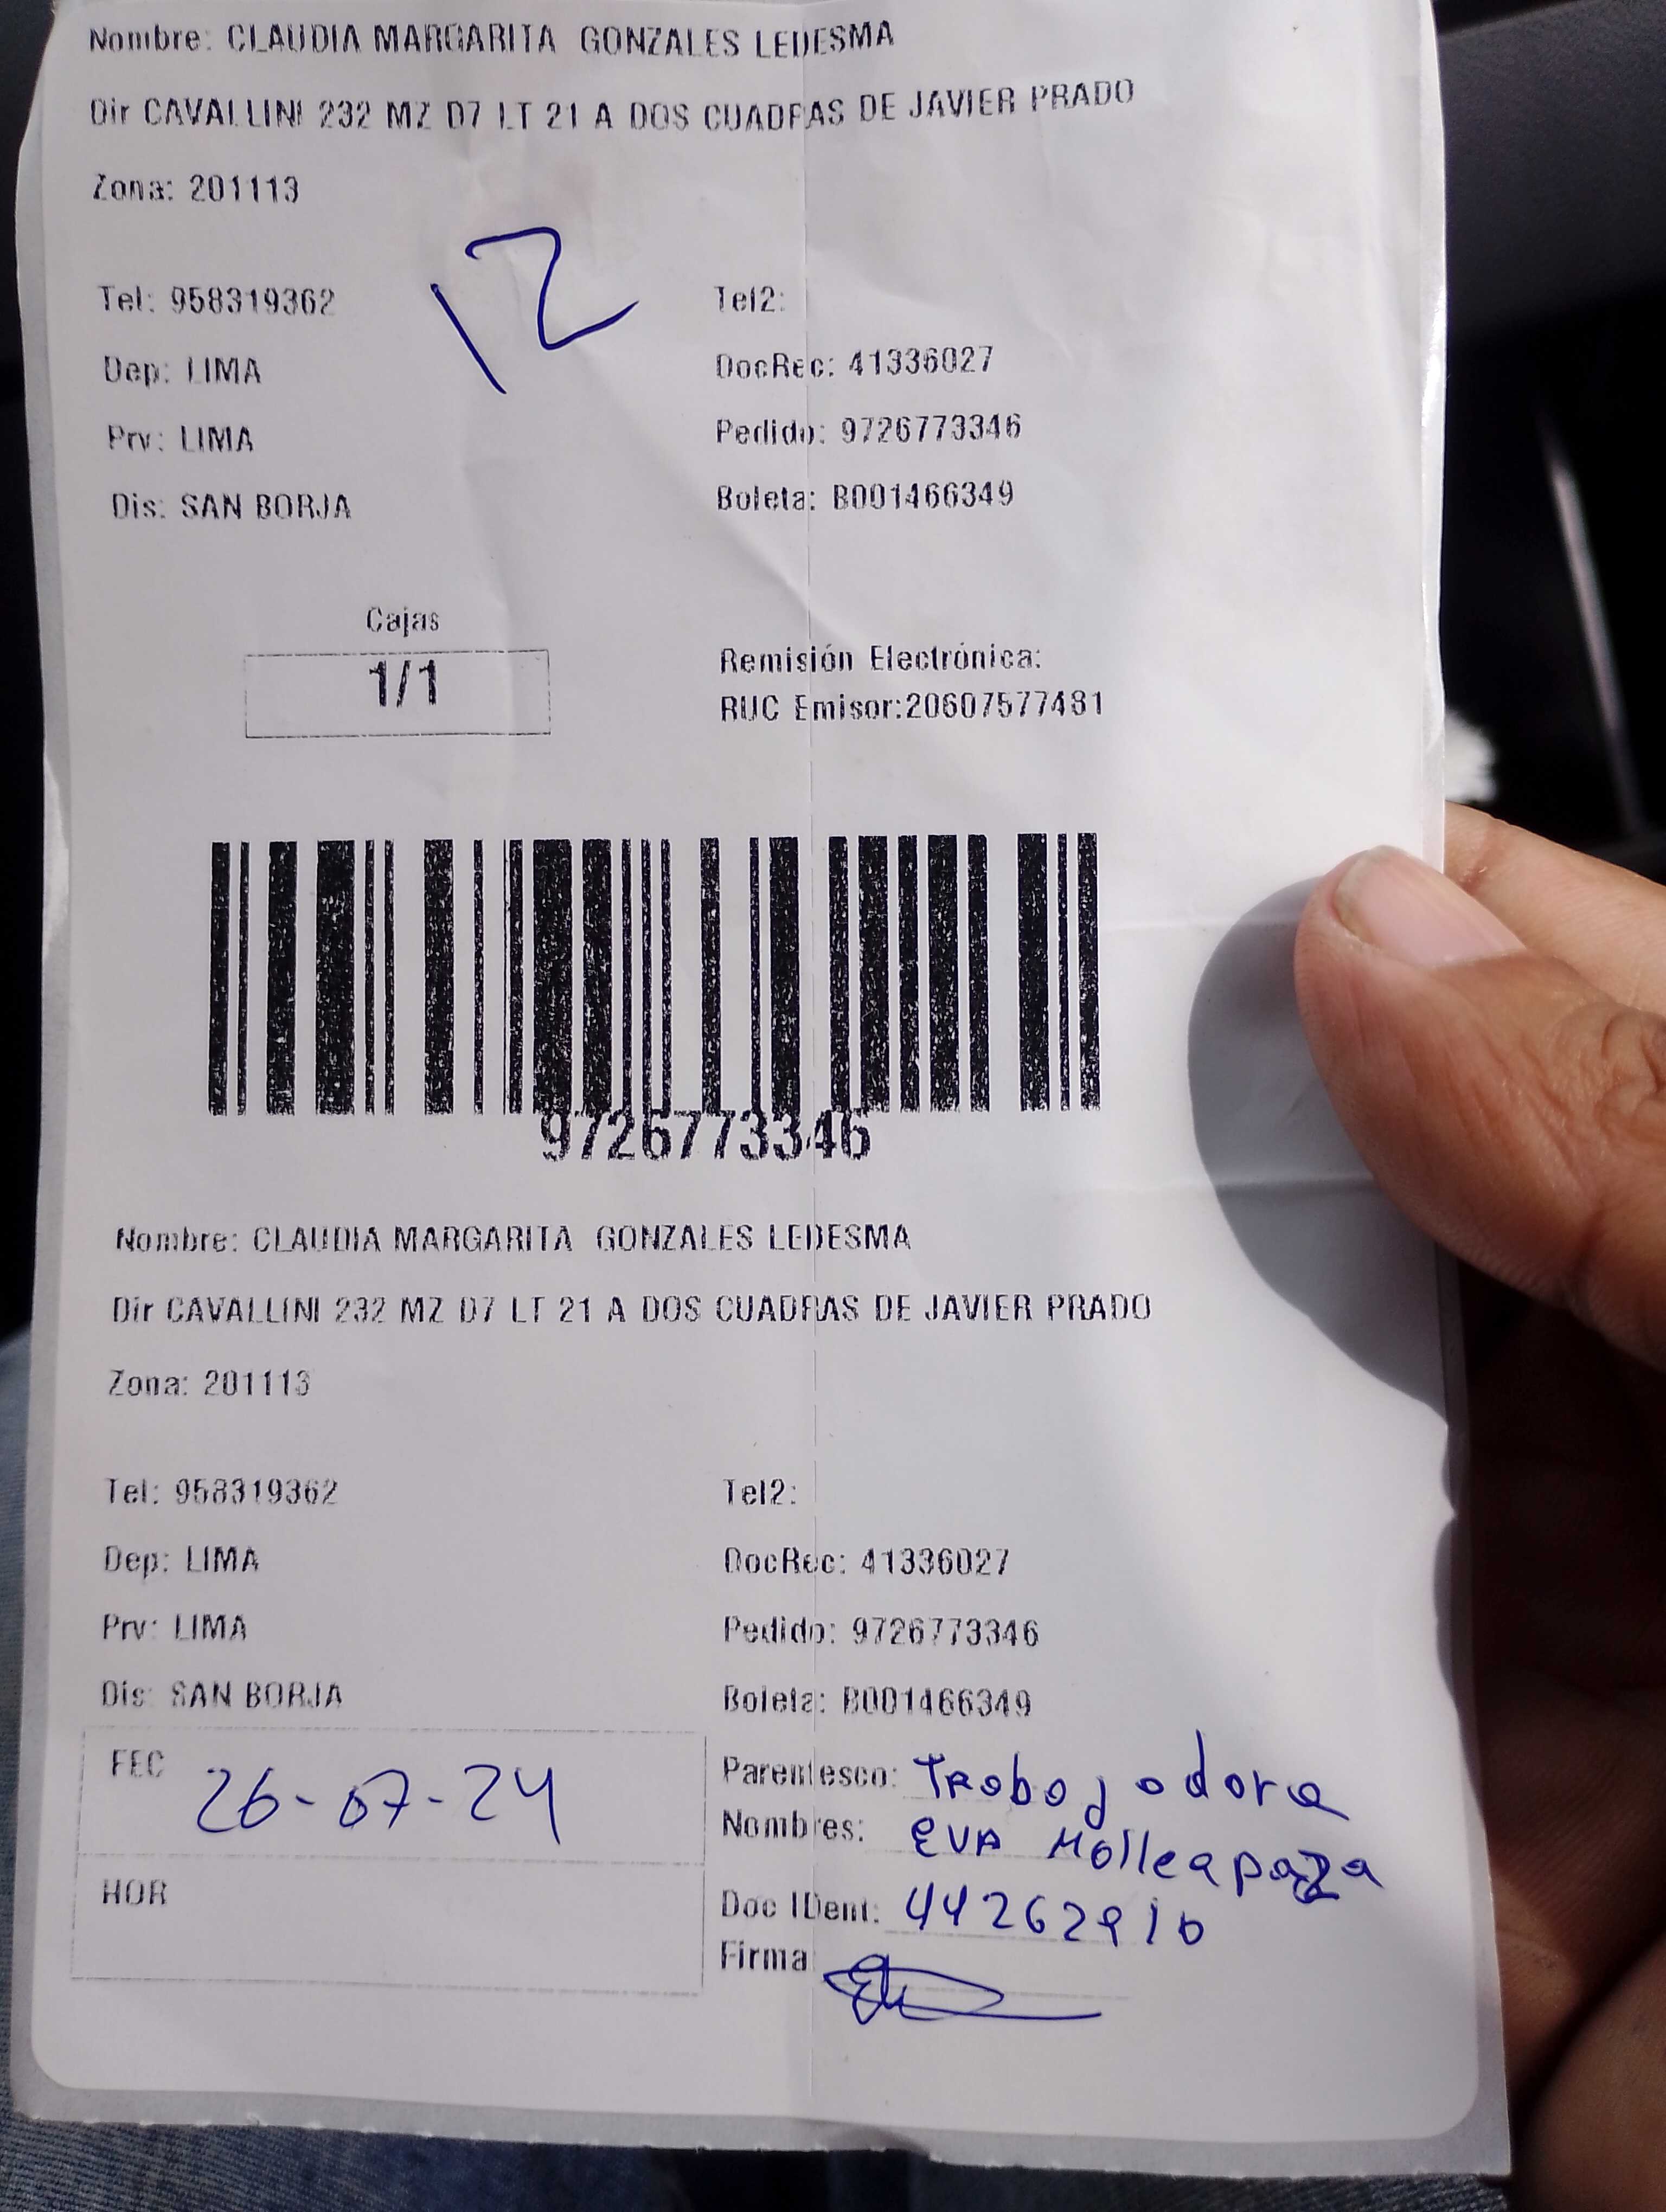 Nombre: CLAUDIA MARGARITA GONZALES LEDESMA
Dir CAVALLINI 232 MZ D7 LT 21 A DOS CUADRAS DE JAVIER PRADO
Zona: 201113
12
Tel: 958319362 Tel2:
Dep: LIMA DocRec: 41336027
Prv: LIMA Pedido: 9726773346
Dis: SAN BORJA Boleta: B001466349
Cajas
1/1
Remisión Electrónica:
RUC Emisor:20607577481
9726773346
Nombre: CLAUDIA MARGARITA GONZALES LEDESMA
Dir CAVALLINI 232 MZ D7 LT 21 A DOS CUADRAS DE JAVIER PRADO
Zona: 201113
Tel: 958319362 Tel2:
Dep: LIMA DocRec: 41336027
Prv: LIMA Pedido: 9726773346
Dis: SAN BORJA Boleta: B001466349
FEC 26-07-24
HOR
Parentesco: Trabajadora
Nombres: EVA Molleapaza
Doc IDent: 44262910
Firma